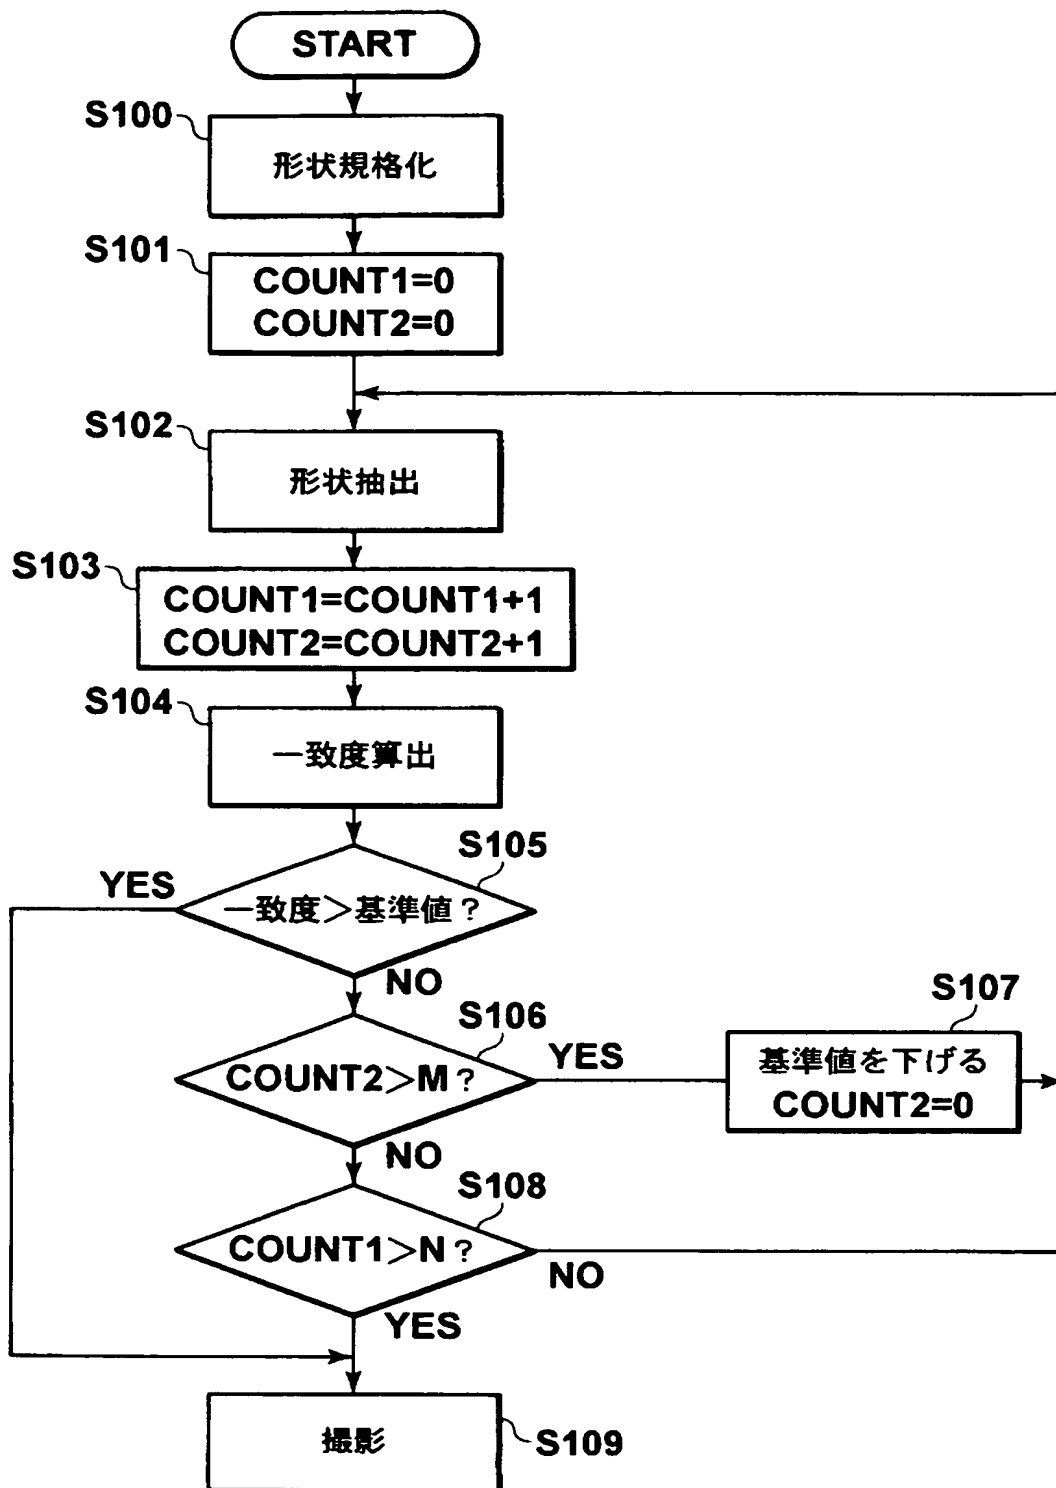 START
S100
形状規格化
S101
COUNT1=0
COUNT2=0
S102
形状抽出
S103
COUNT1=COUNT1+1
COUNT2=COUNT2+1
S104
一致度算出
S105
YES
一致度＞基準値？
NO
S106
COUNT2＞M？
YES
S107
基準値を下げる
COUNT2=0
NO
S108
COUNT1＞N？
NO
YES
撮影
S109